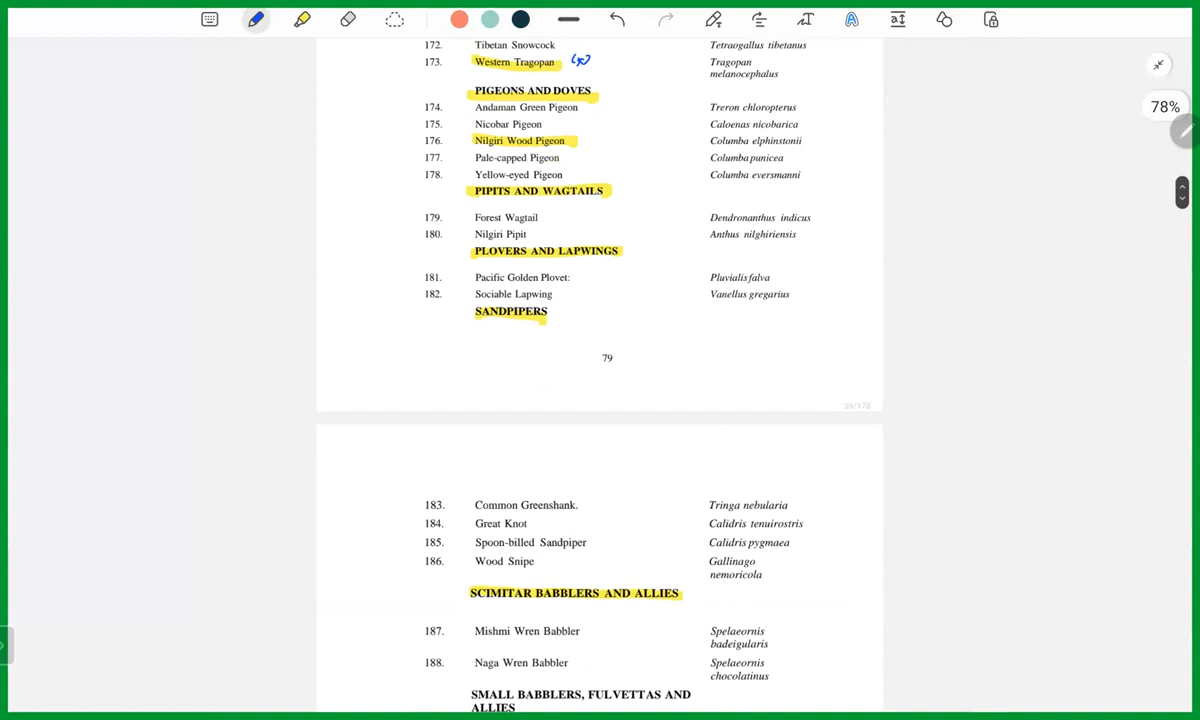 172. Tibetan Snowcock Tetraogallus tibetanus
173. Western Tragopan Tragopan
melanocephalus
78%
PIGEONS AND DOVES
174. Andaman Green Pigeon Treron chloropterus
175. Nicobar Pigeon Caloenas nicobarica
176. Nilgiri Wood Pigeon Columba elphinstonii
177. Pale-capped Pigeon Columba punicea
178. Yellow-eyed Pigeon Columba eversmanni
PIPITS AND WAGTAILS
179. Forest Wagtail Dendronanthus indicus
180. Nilgiri Pipit Anthus nilghiriensis
PLOVERS AND LAPWINGS
181. Pacific Golden Plovet: Pluvialis falva
182. Sociable Lapwing Vanellus gregarius
SANDPIPERS
79
39/178
183. Common Greenshank. Tringa nebularia
184. Great Knot Calidris tenuirostris
185. Spoon-billed Sandpiper Calidris pygmaea
186. Wood Snipe Gallinago
nemoricola
SCIMITAR BABBLERS AND ALLIES
187. Mishmi Wren Babbler Spelaeornis
badeigularis
188. Naga Wren Babbler Spelaeornis
chocolatinus
SMALL BABBLERS, FULVETTAS AND
ALLIES